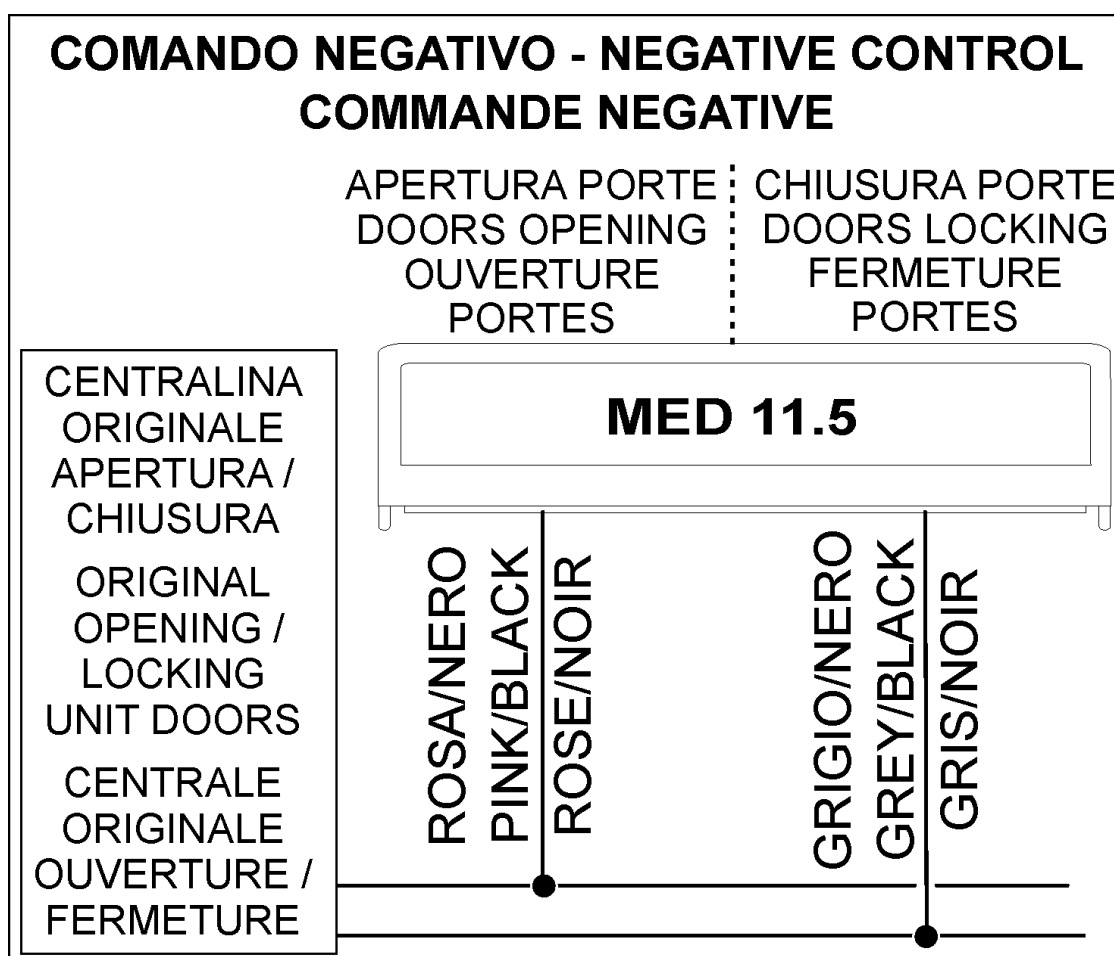 COMANDO NEGATIVO - NEGATIVE CONTROL
COMMANDE NEGATIVE
APERTURA PORTE
DOORS OPENING
OUVERTURE
PORTES
CHIUSURA PORTE
DOORS LOCKING
FERMETURE
PORTES
CENTRALINA
ORIGINALE
APERTURA /
CHIUSURA
ORIGINAL
OPENING /
LOCKING
UNIT DOORS
CENTRALE
ORIGINALE
OUVERTURE /
FERMETURE
MED 11.5
ROSA/NERO
PINK/BLACK
ROSE/NOIR
GRIGIO/NERO
GREY/BLACK
GRIS/NOIR